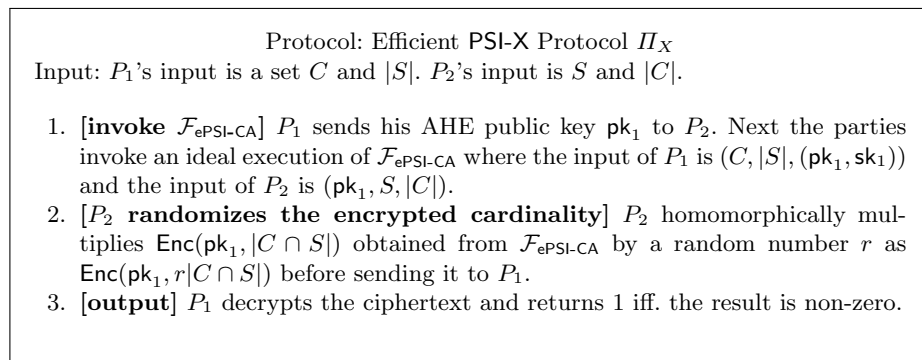 Protocol: Efficient PSI-X Protocol Π_X
Input: P₁'s input is a set C and |S|. P₂'s input is S and |C|.
1. [invoke F_ePSI-CA] P₁ sends his AHE public key pk₁ to P₂. Next the parties
invoke an ideal execution of F_ePSI-CA where the input of P₁ is (C, |S|, (pk₁, sk₁))
and the input of P₂ is (pk₁, S, |C|).
2. [P₂ randomizes the encrypted cardinality] P₂ homomorphically mul-
tiplies Enc(pk₁, |C ∩ S|) obtained from F_ePSI-CA by a random number r as
Enc(pk₁, r|C ∩ S|) before sending it to P₁.
3. [output] P₁ decrypts the ciphertext and returns 1 iff. the result is non-zero.